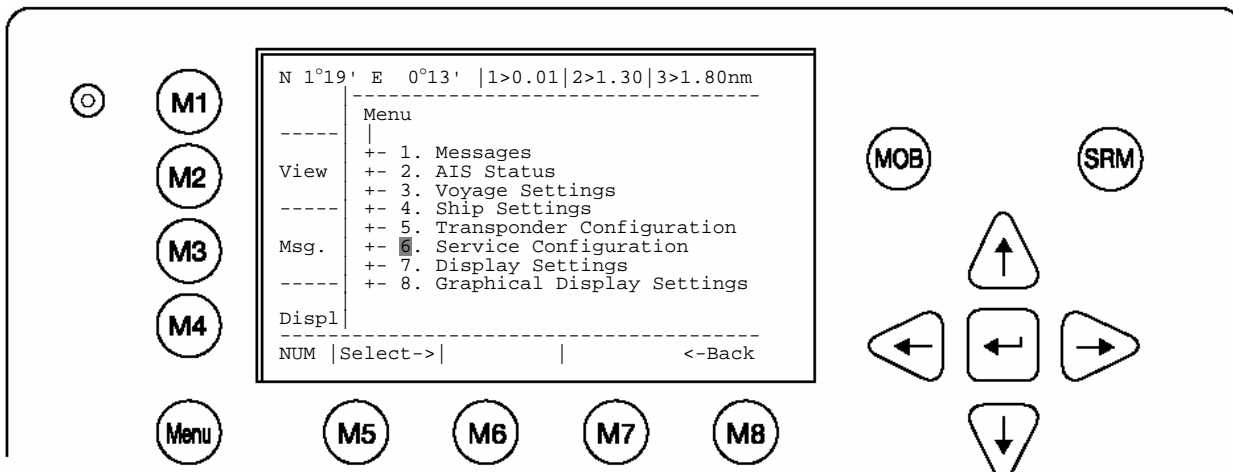 N 1°19' E 0°13' |1>0.01|2>1.30|3>1.80nm
M1
Menu
+- 1. Messages
MOB
SRM
M2
View
+- 2. AIS Status
+- 3. Voyage Settings
+- 4. Ship Settings
+- 5. Transponder Configuration
M3
Msg.
+- 6. Service Configuration
+- 7. Display Settings
+- 8. Graphical Display Settings
M4
Displ
NUM |Select->| | <-Back
Menu
M5
M6
M7
M8